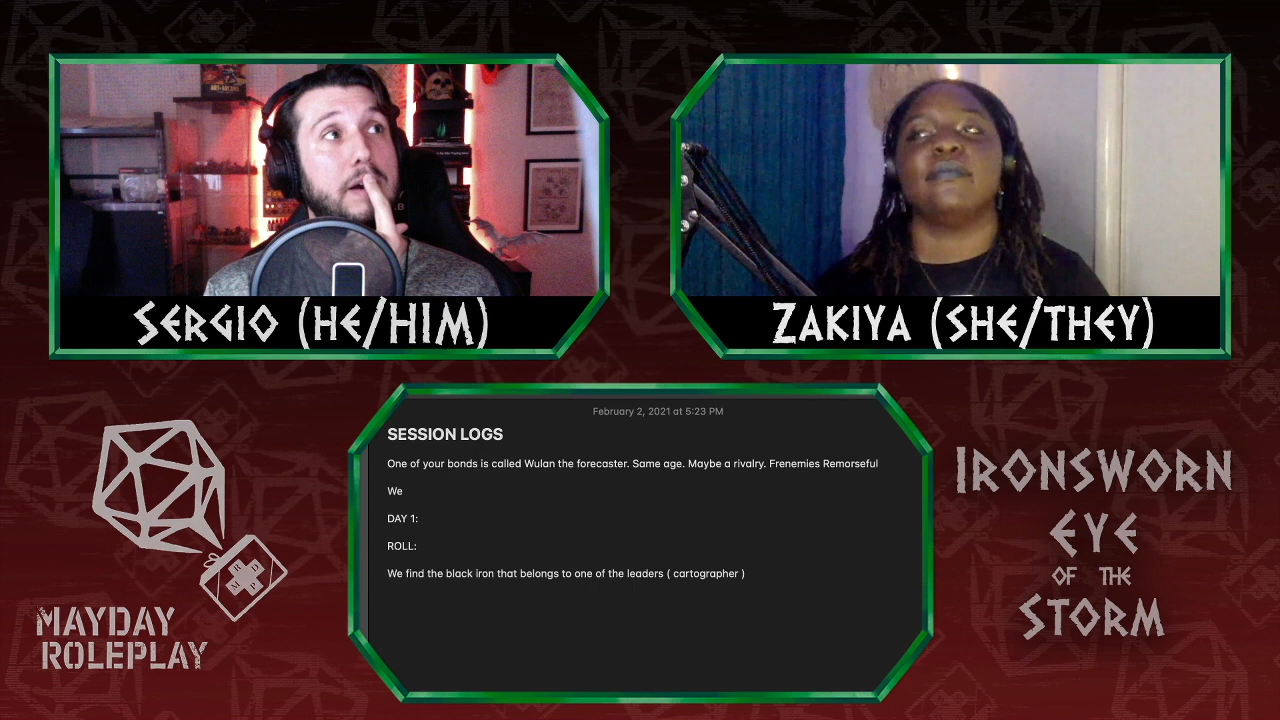 SERGIO (HE/HIM)
ZAKIYA (SHE/THEY)
February 2, 2021 at 5:23 PM
SESSION LOGS
One of your bonds is called Wulan the forecaster. Same age. Maybe a rivalry. Frenemies Remorseful
We
DAY 1:
ROLL:
We find the black iron that belongs to one of the leaders ( cartographer )
MAYDAY
ROLEPLAY
IRONSWORN
EYE
OF THE
STORM